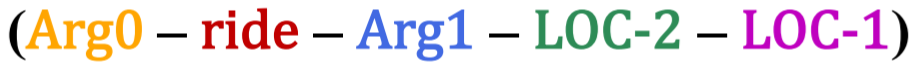 (Arg0 – ride – Arg1 – LOC-2 – LOC-1)